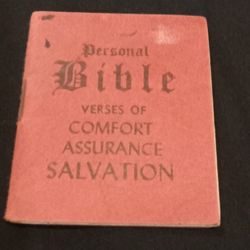 Personal
Bible
VERSES OF
COMFORT
ASSURANCE
SALVATION